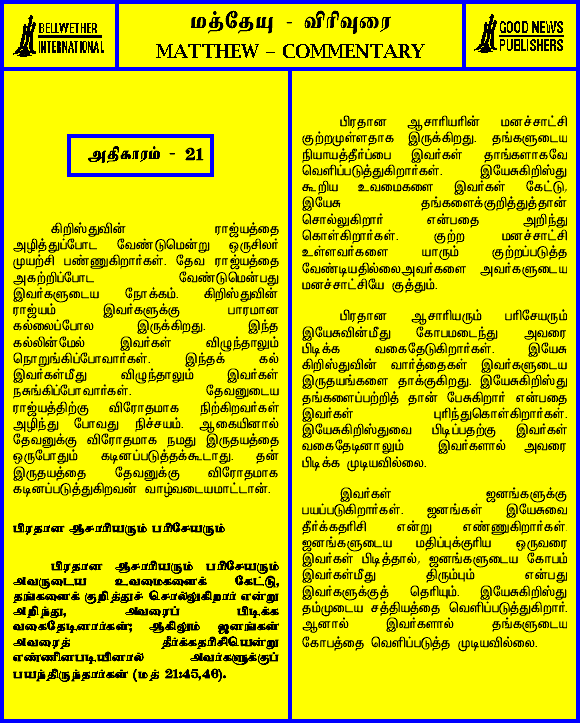 BELLWETHER
INTERNATIONAL
மத்தேயு - விரிவுரை
MATTHEW – COMMENTARY
GOOD NEWS
PUBLISHERS
அதிகாரம் - 21
கிறிஸ்துவின் ராஜ்யத்தை
அழித்துப்போட வேண்டுமென்று ஒருசிலர்
முயற்சி பண்ணுகிறார்கள். தேவ ராஜ்யத்தை
அகற்றிப்போட வேண்டுமென்பது
இவர்களுடைய நோக்கம். கிறிஸ்துவின்
ராஜ்யம் இவர்களுக்கு பாரமான
கல்லைப்போல இருக்கிறது. இந்த
கல்லின்மேல் இவர்கள் விழுந்தாலும்
நொறுங்கிப்போவார்கள். இந்தக் கல்
இவர்கள்மீது விழுந்தாலும் இவர்கள்
நசுங்கிப்போவார்கள். தேவனுடைய
ராஜ்யத்திற்கு விரோதமாக நிற்கிறவர்கள்
அழிந்து போவது நிச்சயம். ஆகையினால்
தேவனுக்கு விரோதமாக நமது இருதயத்தை
ஒருபோதும் கடினப்படுத்தக்கூடாது. தன்
இருதயத்தை தேவனுக்கு விரோதமாக
கடினப்படுத்துகிறவன் வாழ்வடையமாட்டான்.
பிரதான ஆசாரியரும் பரிசேயரும்
பிரதான ஆசாரியரும் பரிசேயரும்
அவருடைய உவமைகளைக் கேட்டு,
தங்களைக் குறித்துச் சொல்லுகிறார் என்று
அறிந்து, அவரைப் பிடிக்க
வகைதேடினார்கள்; ஆகிலும் ஜனங்கள்
அவரைத் தீர்க்கதரிசியென்று
எண்ணினபடியினால் அவர்களுக்குப்
பயந்திருந்தார்கள் (மத் 21:45,46).
பிரதான ஆசாரியரின் மனச்சாட்சி
குற்றமுள்ளதாக இருக்கிறது. தங்களுடைய
நியாயத்தீர்ப்பை இவர்கள் தாங்களாகவே
வெளிப்படுத்துகிறார்கள். இயேசுகிறிஸ்து
கூறிய உவமைகளை இவர்கள் கேட்டு,
இயேசு தங்களைக்குறித்துத்தான்
சொல்லுகிறார் என்பதை அறிந்து
கொள்கிறார்கள். குற்ற மனச்சாட்சி
உள்ளவர்களை யாரும் குற்றப்படுத்த
வேண்டியதில்லைஅவர்களை அவர்களுடைய
மனச்சாட்சியே குத்தும்.
பிரதான ஆசாரியரும் பரிசேயரும்
இயேசுவின்மீது கோபமடைந்து அவரை
பிடிக்க வகைதேடுகிறார்கள். இயேசு
கிறிஸ்துவின் வார்த்தைகள் இவர்களுடைய
இருதயங்களை தாக்குகிறது. இயேசுகிறிஸ்து
தங்களைப்பற்றித் தான் பேசுகிறார் என்பதை
இவர்கள் புரிந்துகொள்கிறார்கள்.
இயேசுகிறிஸ்துவை பிடிப்பதற்கு இவர்கள்
வகைதேடினாலும் இவர்களால் அவரை
பிடிக்க முடியவில்லை.
இவர்கள் ஜனங்களுக்கு
பயப்படுகிறார்கள். ஜனங்கள் இயேசுவை
தீர்க்கதரிசி என்று எண்ணுகிறார்கள்.
ஜனங்களுடைய மதிப்புக்குரிய ஒருவரை
இவர்கள் பிடித்தால், ஜனங்களுடைய கோபம்
இவர்கள்மீது திரும்பும் என்பது
இவர்களுக்குத் தெரியும். இயேசுகிறிஸ்து
தம்முடைய சத்தியத்தை வெளிப்படுத்துகிறார்.
ஆனால் இவர்களால் தங்களுடைய
கோபத்தை வெளிப்படுத்த முடியவில்லை.